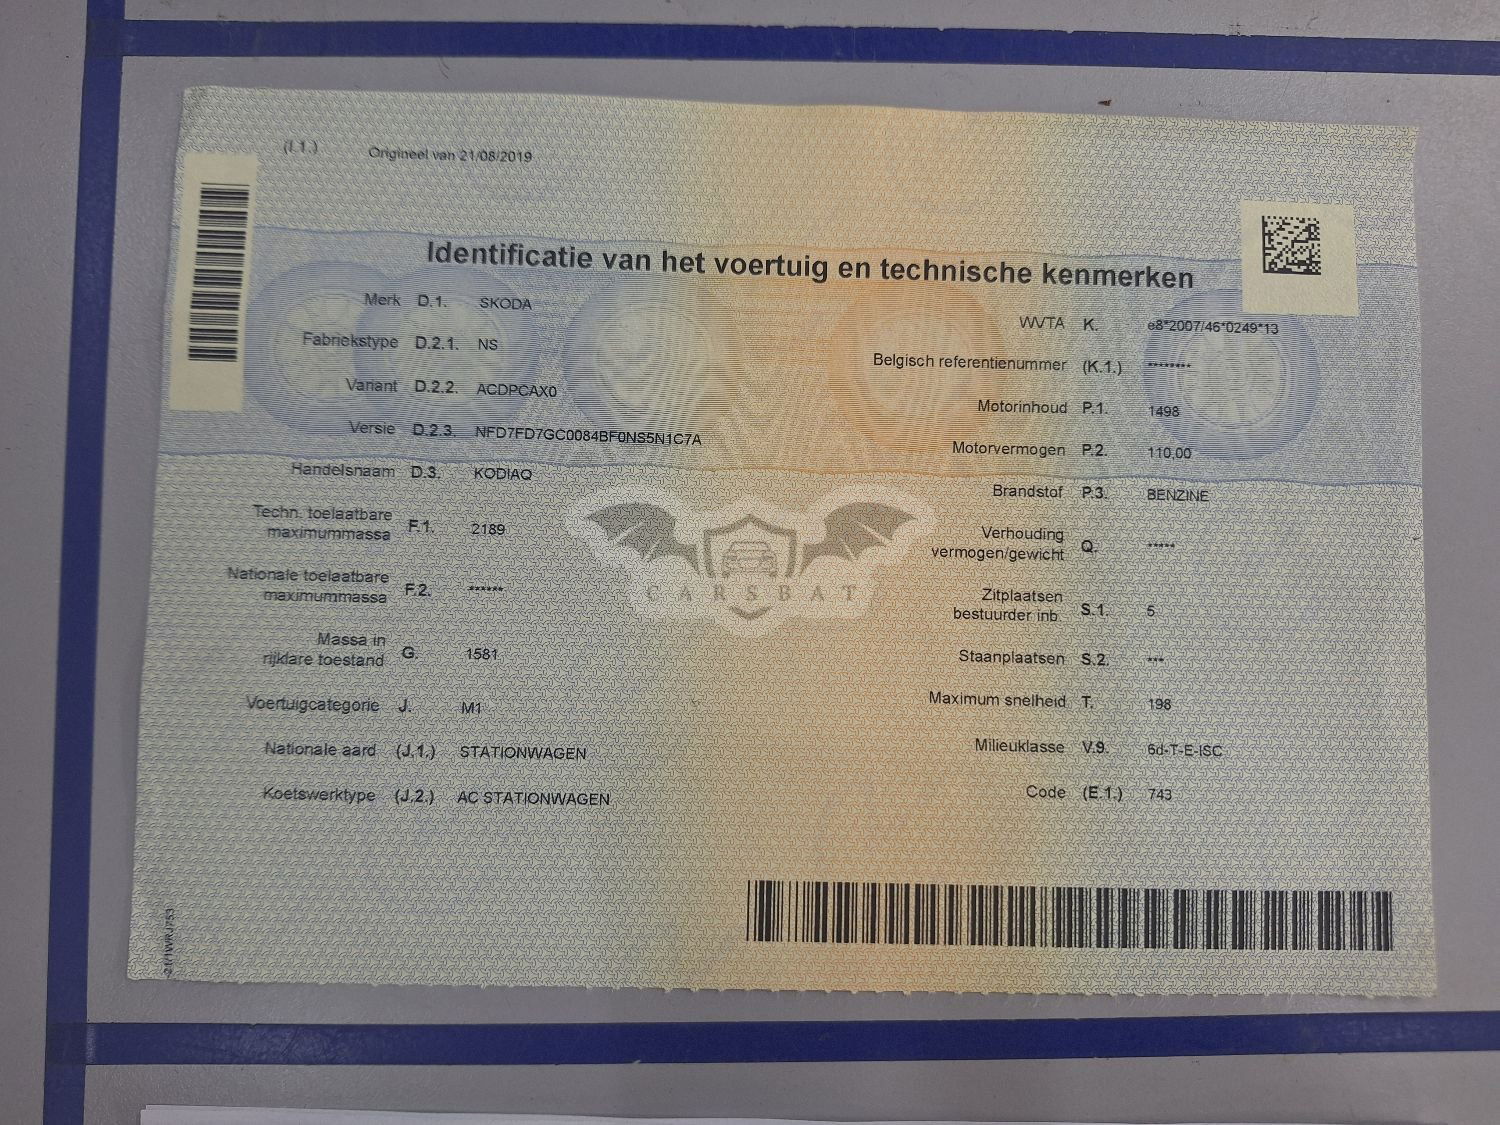 (I.1.) Origineel van 21/08/2019
Identificatie van het voertuig en technische kenmerken
Merk D.1. SKODA
Fabriekstype D.2.1. NS
Variant D.2.2. ACDPCAX0
Versie D.2.3. NFD7FD7GC0084BF0NS5N1C7A
Handelsnaam D.3. KODIAQ
Techn. toelaatbare
maximummassa F.1. 2189
Nationale toelaatbare
maximummassa F.2. ******
Massa in
rijklare toestand G. 1581
Voertuigcategorie J. M1
Nationale aard (J.1.) STATIONWAGEN
Koetswerktype (J.2.) AC STATIONWAGEN
WVTA K. e8*2007/46*0249*13
Belgisch referentienummer (K.1.) ********
Motorinhoud P.1. 1498
Motorvermogen P.2. 110,00
Brandstof P.3. BENZINE
Verhouding
vermogen/gewicht Q. *****
Zitplaatsen
bestuurder inb. S.1. 5
Staanplaatsen S.2. ***
Maximum snelheid T. 198
Milieuklasse V.9. 6d-T-E-ISC
Code (E.1.) 743
CARSBAT